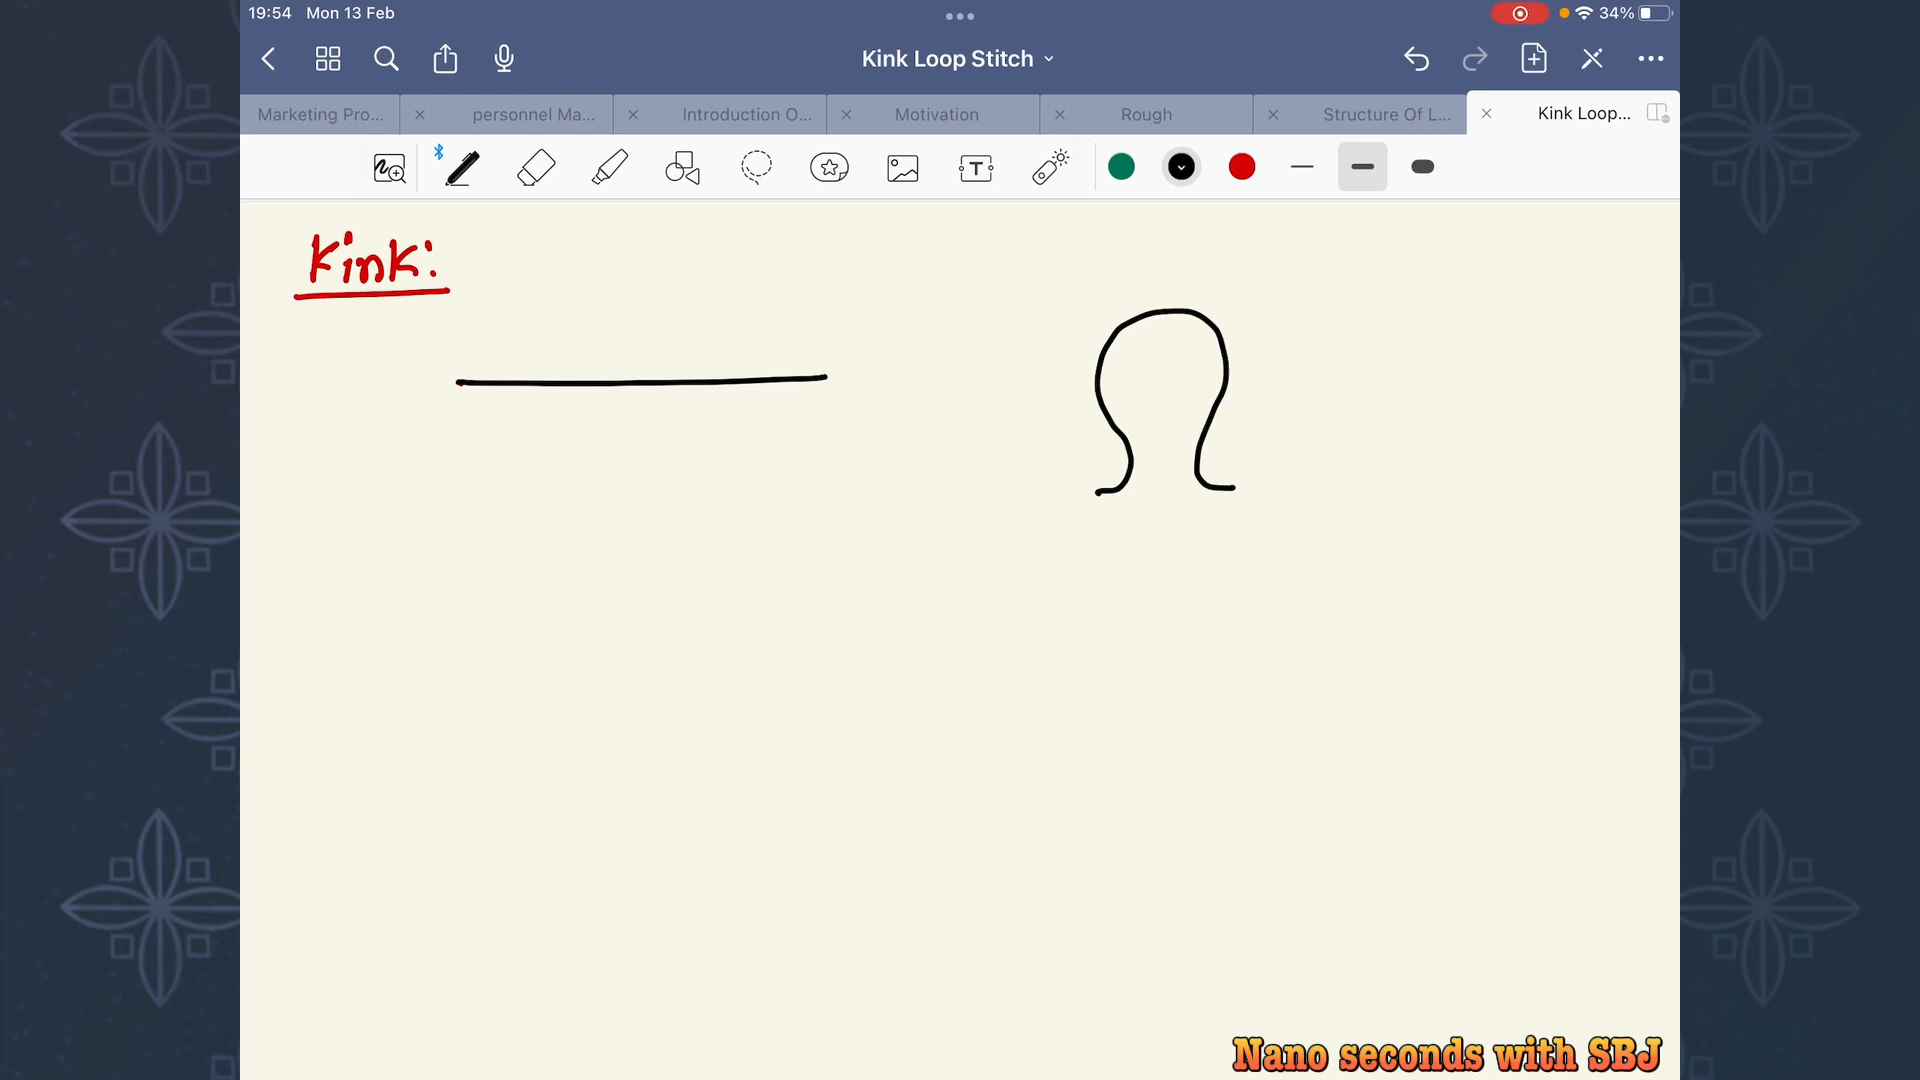 19:54 Mon 13 Feb
34%
Kink Loop Stitch
Marketing Pro...
personnel Ma...
Introduction O...
Motivation
Rough
Structure Of L...
Kink Loop...
T
Kink:
Nano seconds with SBJ